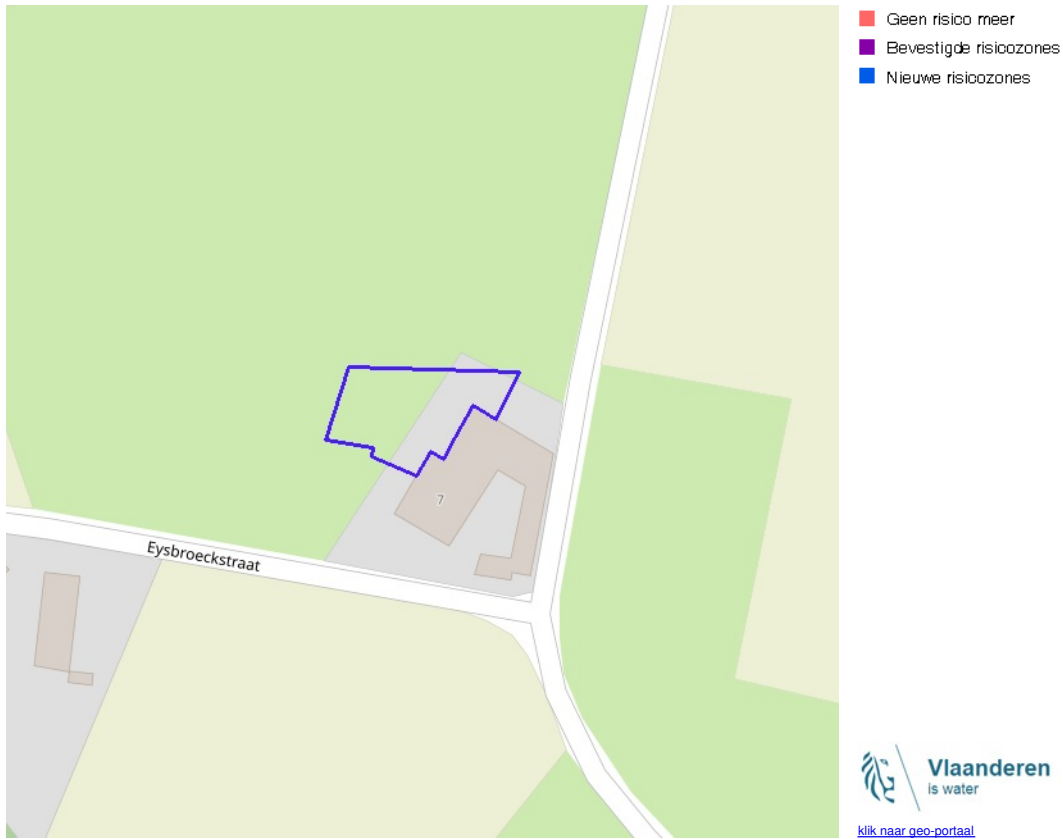 Geen risico meer
Bevestigde risicozones
Nieuwe risicozones
7
Eysbroeckstraat
Vlaanderen
is water
klik naar geo-portaal